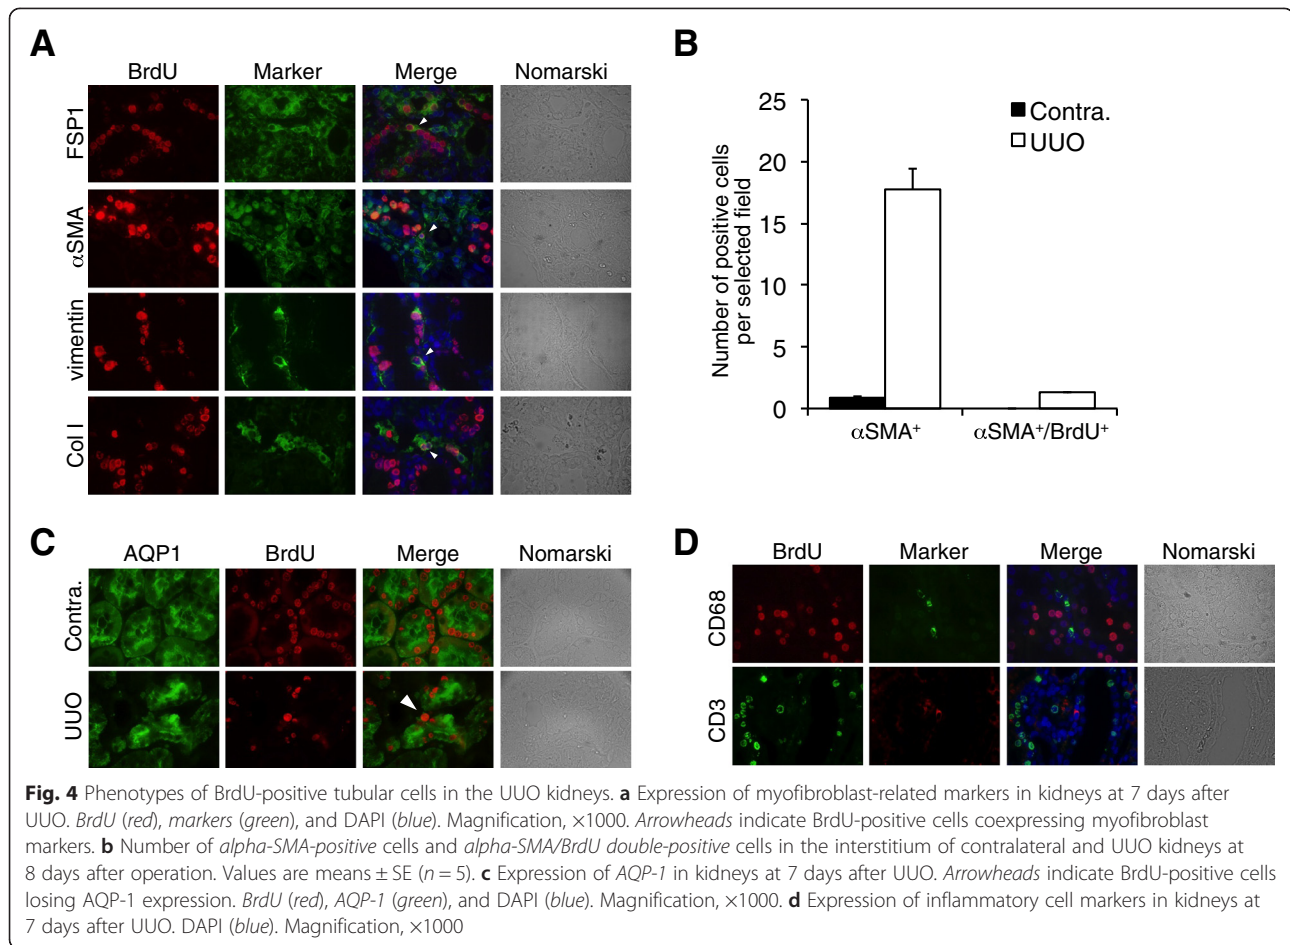 A
BrdU Marker Merge Nomarski
FSP1
αSMA
vimentin
Col I
B
Number of positive cells
per selected field
25
20
15
10
5
0
Contra.
UUO
αSMA⁺ αSMA⁺/BrdU⁺
C
AQP1 BrdU Merge Nomarski
Contra.
UUO
D
BrdU Marker Merge Nomarski
CD68
CD3
Fig. 4 Phenotypes of BrdU-positive tubular cells in the UUO kidneys. a Expression of myofibroblast-related markers in kidneys at 7 days after
UUO. BrdU (red), markers (green), and DAPI (blue). Magnification, ×1000. Arrowheads indicate BrdU-positive cells coexpressing myofibroblast
markers. b Number of alpha-SMA-positive cells and alpha-SMA/BrdU double-positive cells in the interstitium of contralateral and UUO kidneys at
8 days after operation. Values are means ± SE (n = 5). c Expression of AQP-1 in kidneys at 7 days after UUO. Arrowheads indicate BrdU-positive cells
losing AQP-1 expression. BrdU (red), AQP-1 (green), and DAPI (blue). Magnification, ×1000. d Expression of inflammatory cell markers in kidneys at
7 days after UUO. DAPI (blue). Magnification, ×1000